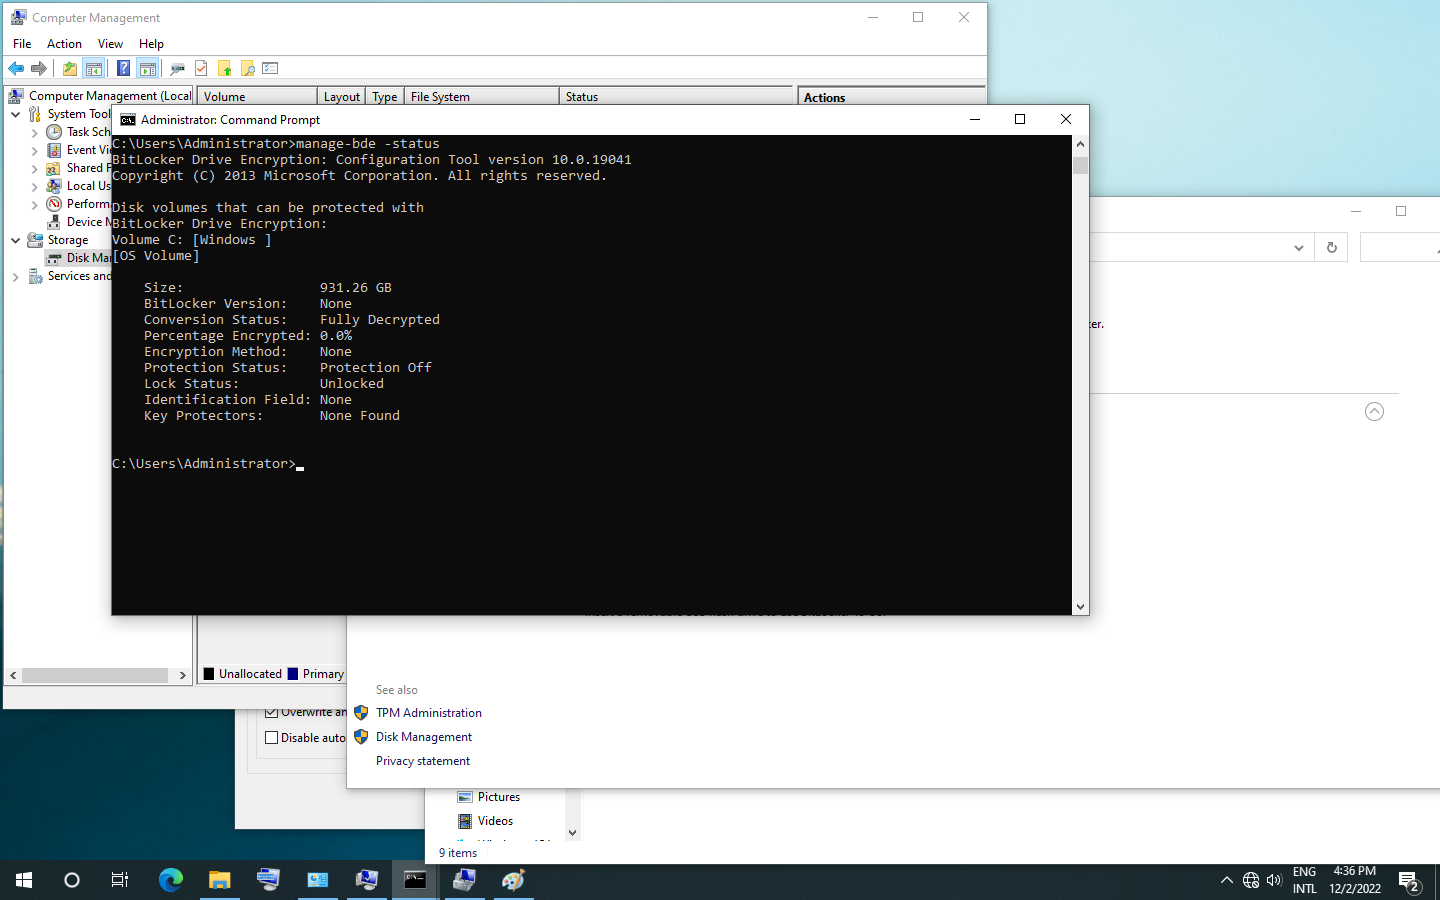 Computer Management
File Action View Help
Computer Management (Local
System Tool
Task Sch
Event Vi
Shared F
Local Us
Performa
Device M
Storage
Disk Mar
Services and
Volume Layout Type File System Status
Actions
Administrator: Command Prompt
C:\Users\Administrator>manage-bde -status
BitLocker Drive Encryption: Configuration Tool version 10.0.19041
Copyright (C) 2013 Microsoft Corporation. All rights reserved.
Disk volumes that can be protected with
BitLocker Drive Encryption:
Volume C: [Windows ]
[OS Volume]
Size: 931.26 GB
BitLocker Version: None
Conversion Status: Fully Decrypted
Percentage Encrypted: 0.0%
Encryption Method: None
Protection Status: Protection Off
Lock Status: Unlocked
Identification Field: None
Key Protectors: None Found
C:\Users\Administrator>
ter.
Unallocated Primary
See also
TPM Administration
Disk Management
Privacy statement
Overwrite an
Disable auto
Pictures
Videos
9 items
ENG
INTL
4:36 PM
12/2/2022
2